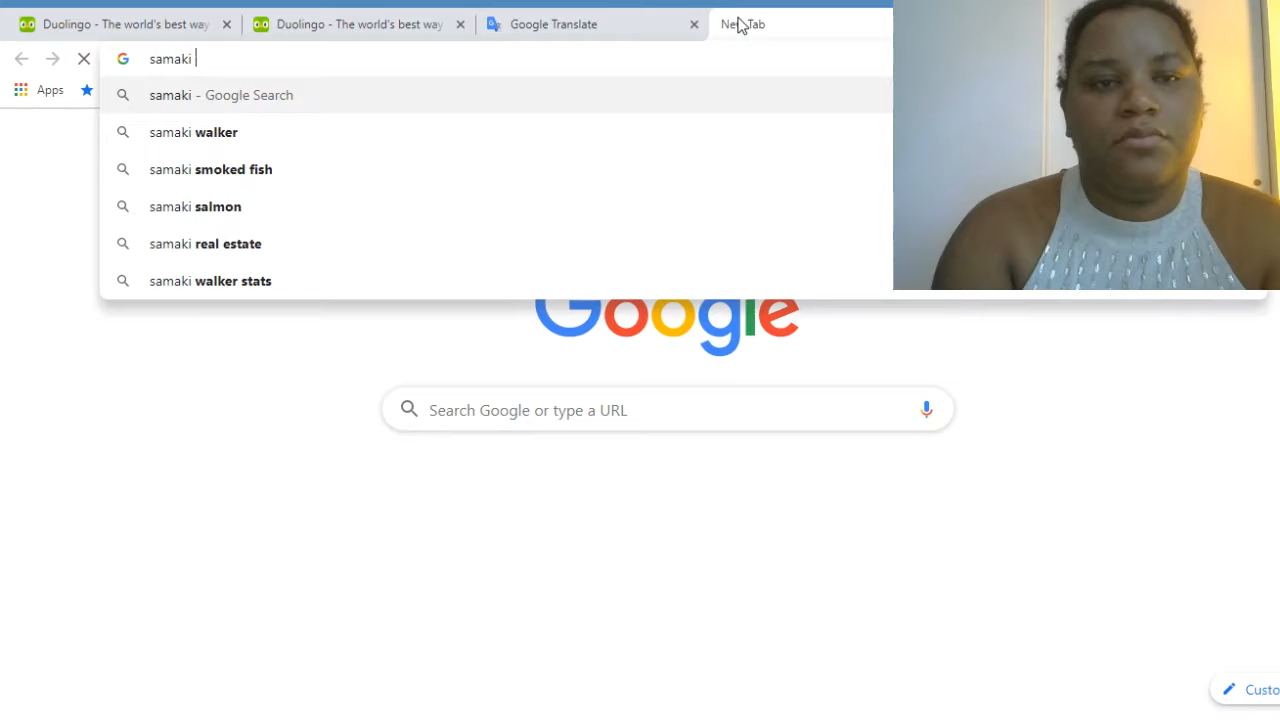 Duolingo - The world's best way
Duolingo - The world's best way
Google Translate
New Tab
samaki
Apps
samaki - Google Search
samaki walker
samaki smoked fish
samaki salmon
samaki real estate
samaki walker stats
Google
Search Google or type a URL
Custo